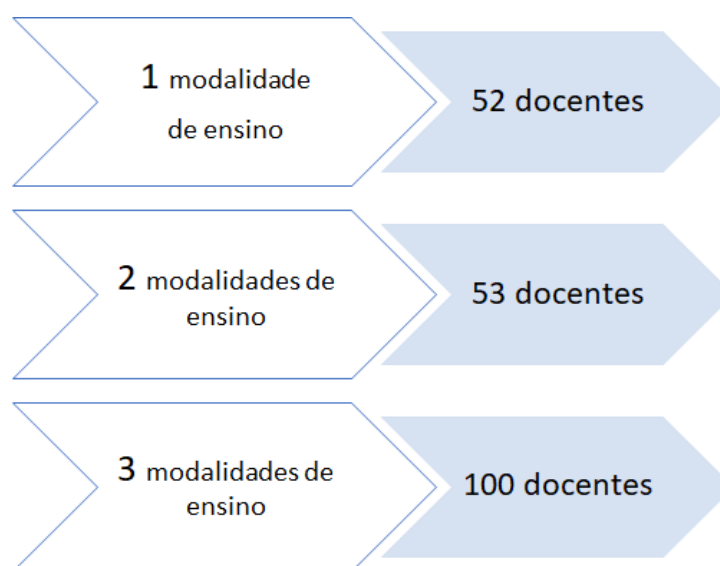 1 modalidade
de ensino
52 docentes
2 modalidades de
ensino
53 docentes
3 modalidades de
ensino
100 docentes